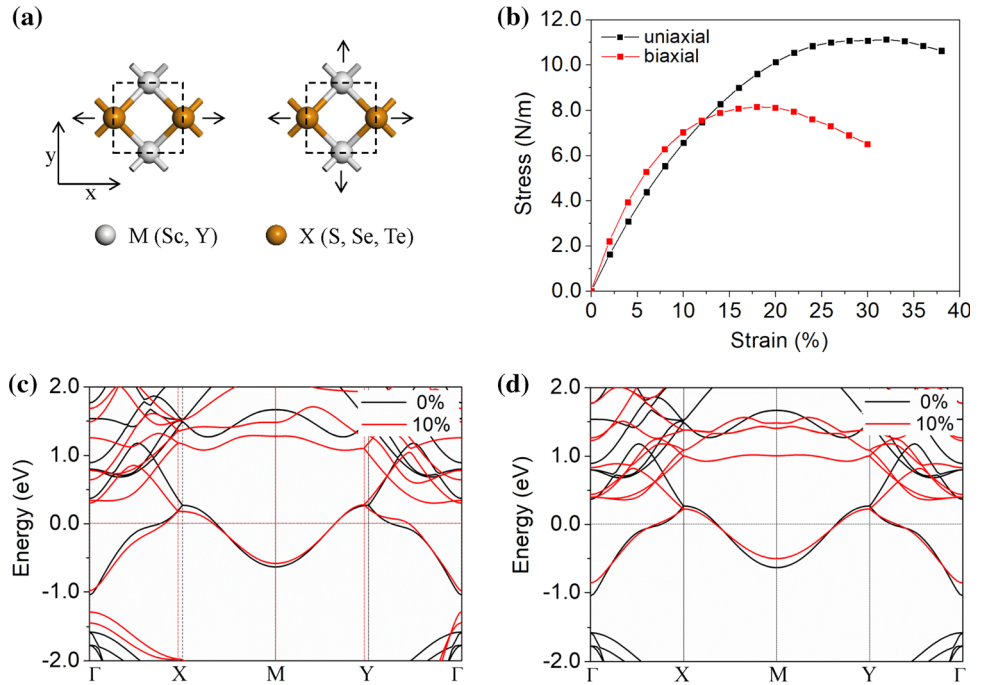 (a)
y
x
M (Sc, Y)
X (S, Se, Te)
(b)
uniaxial
biaxial
Stress (N/m)
12.0
10.0
8.0
6.0
4.0
2.0
0.0
0 5 10 15 20 25 30 35 40
Strain (%)
(c)
0%
10%
Energy (eV)
2.0
1.0
0.0
-1.0
-2.0
Γ X M Y Γ
(d)
0%
10%
Energy (eV)
2.0
1.0
0.0
-1.0
-2.0
Γ X M Y Γ